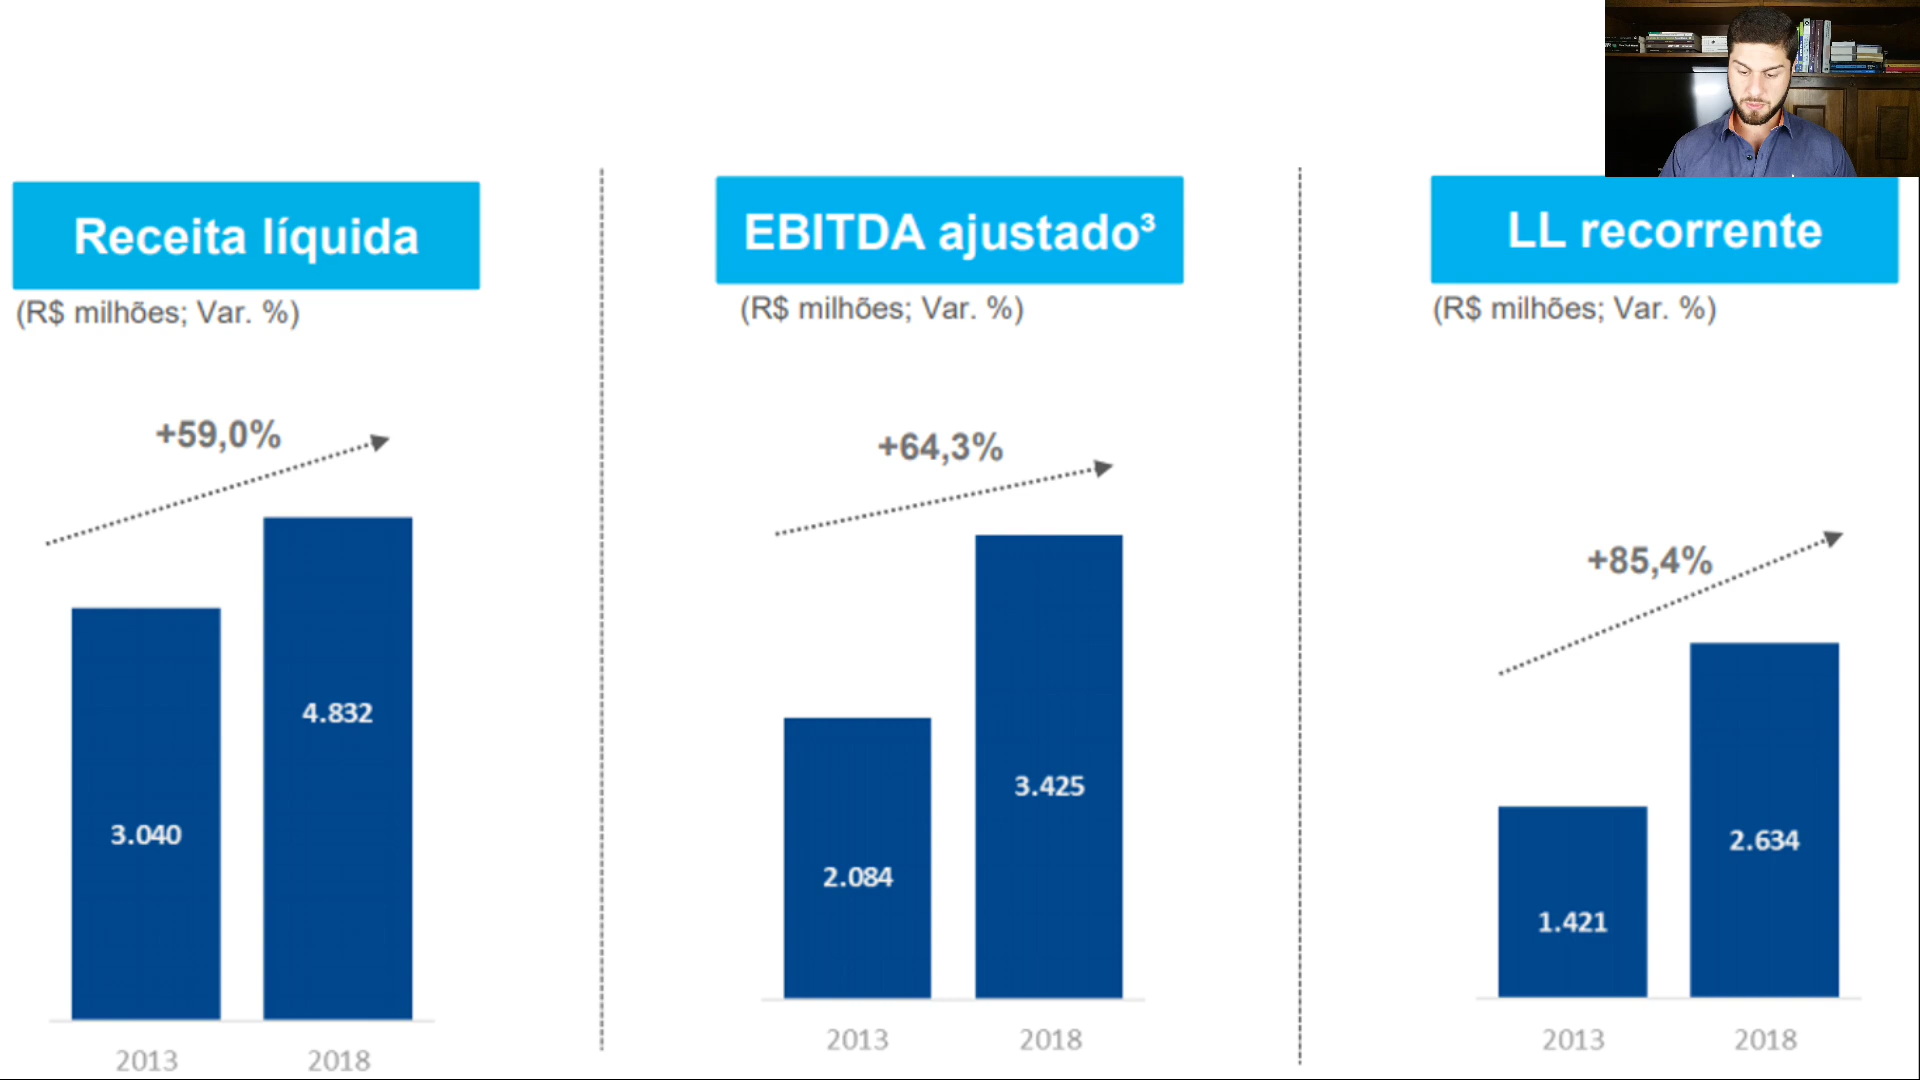 Receita líquida
(R$ milhões; Var. %)
+59,0%
3.040
4.832
2013
2018
EBITDA ajustado³
(R$ milhões; Var. %)
+64,3%
2.084
3.425
2013
2018
LL recorrente
(R$ milhões; Var. %)
+85,4%
1.421
2.634
2013
2018